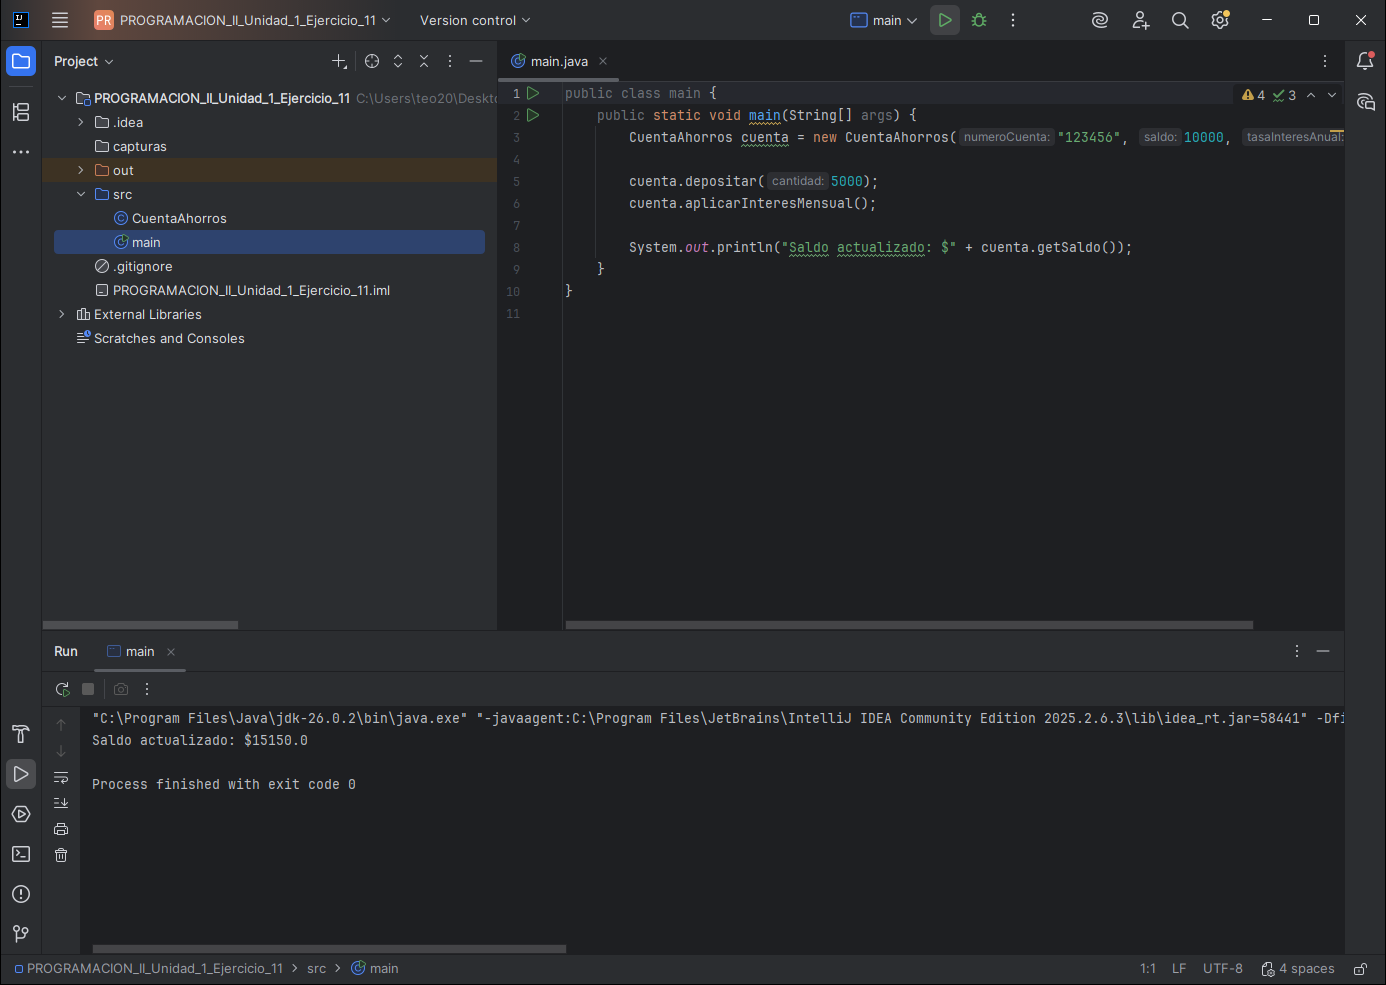 PR PROGRAMACION_II_Unidad_1_Ejercicio_11 Version control main
Project
main.java
PROGRAMACION_II_Unidad_1_Ejercicio_11 C:\Users\teo20\Deskto
.idea
capturas
out
src
CuentaAhorros
main
.gitignore
PROGRAMACION_II_Unidad_1_Ejercicio_11.iml
External Libraries
Scratches and Consoles
4 3
1 public class main {
2 public static void main(String[] args) {
3 CuentaAhorros cuenta = new CuentaAhorros( numeroCuenta: "123456", saldo: 10000, tasaInteresAnual:
4
5 cuenta.depositar( cantidad: 5000);
6 cuenta.aplicarInteresMensual();
7
8 System.out.println("Saldo actualizado: $" + cuenta.getSaldo());
9 }
10 }
11
Run main
"C:\Program Files\Java\jdk-26.0.2\bin\java.exe" "-javaagent:C:\Program Files\JetBrains\IntelliJ IDEA Community Edition 2025.2.6.3\lib\idea_rt.jar=58441" -Dfi
Saldo actualizado: $15150.0
Process finished with exit code 0
PROGRAMACION_II_Unidad_1_Ejercicio_11 src main 1:1 LF UTF-8 4 spaces